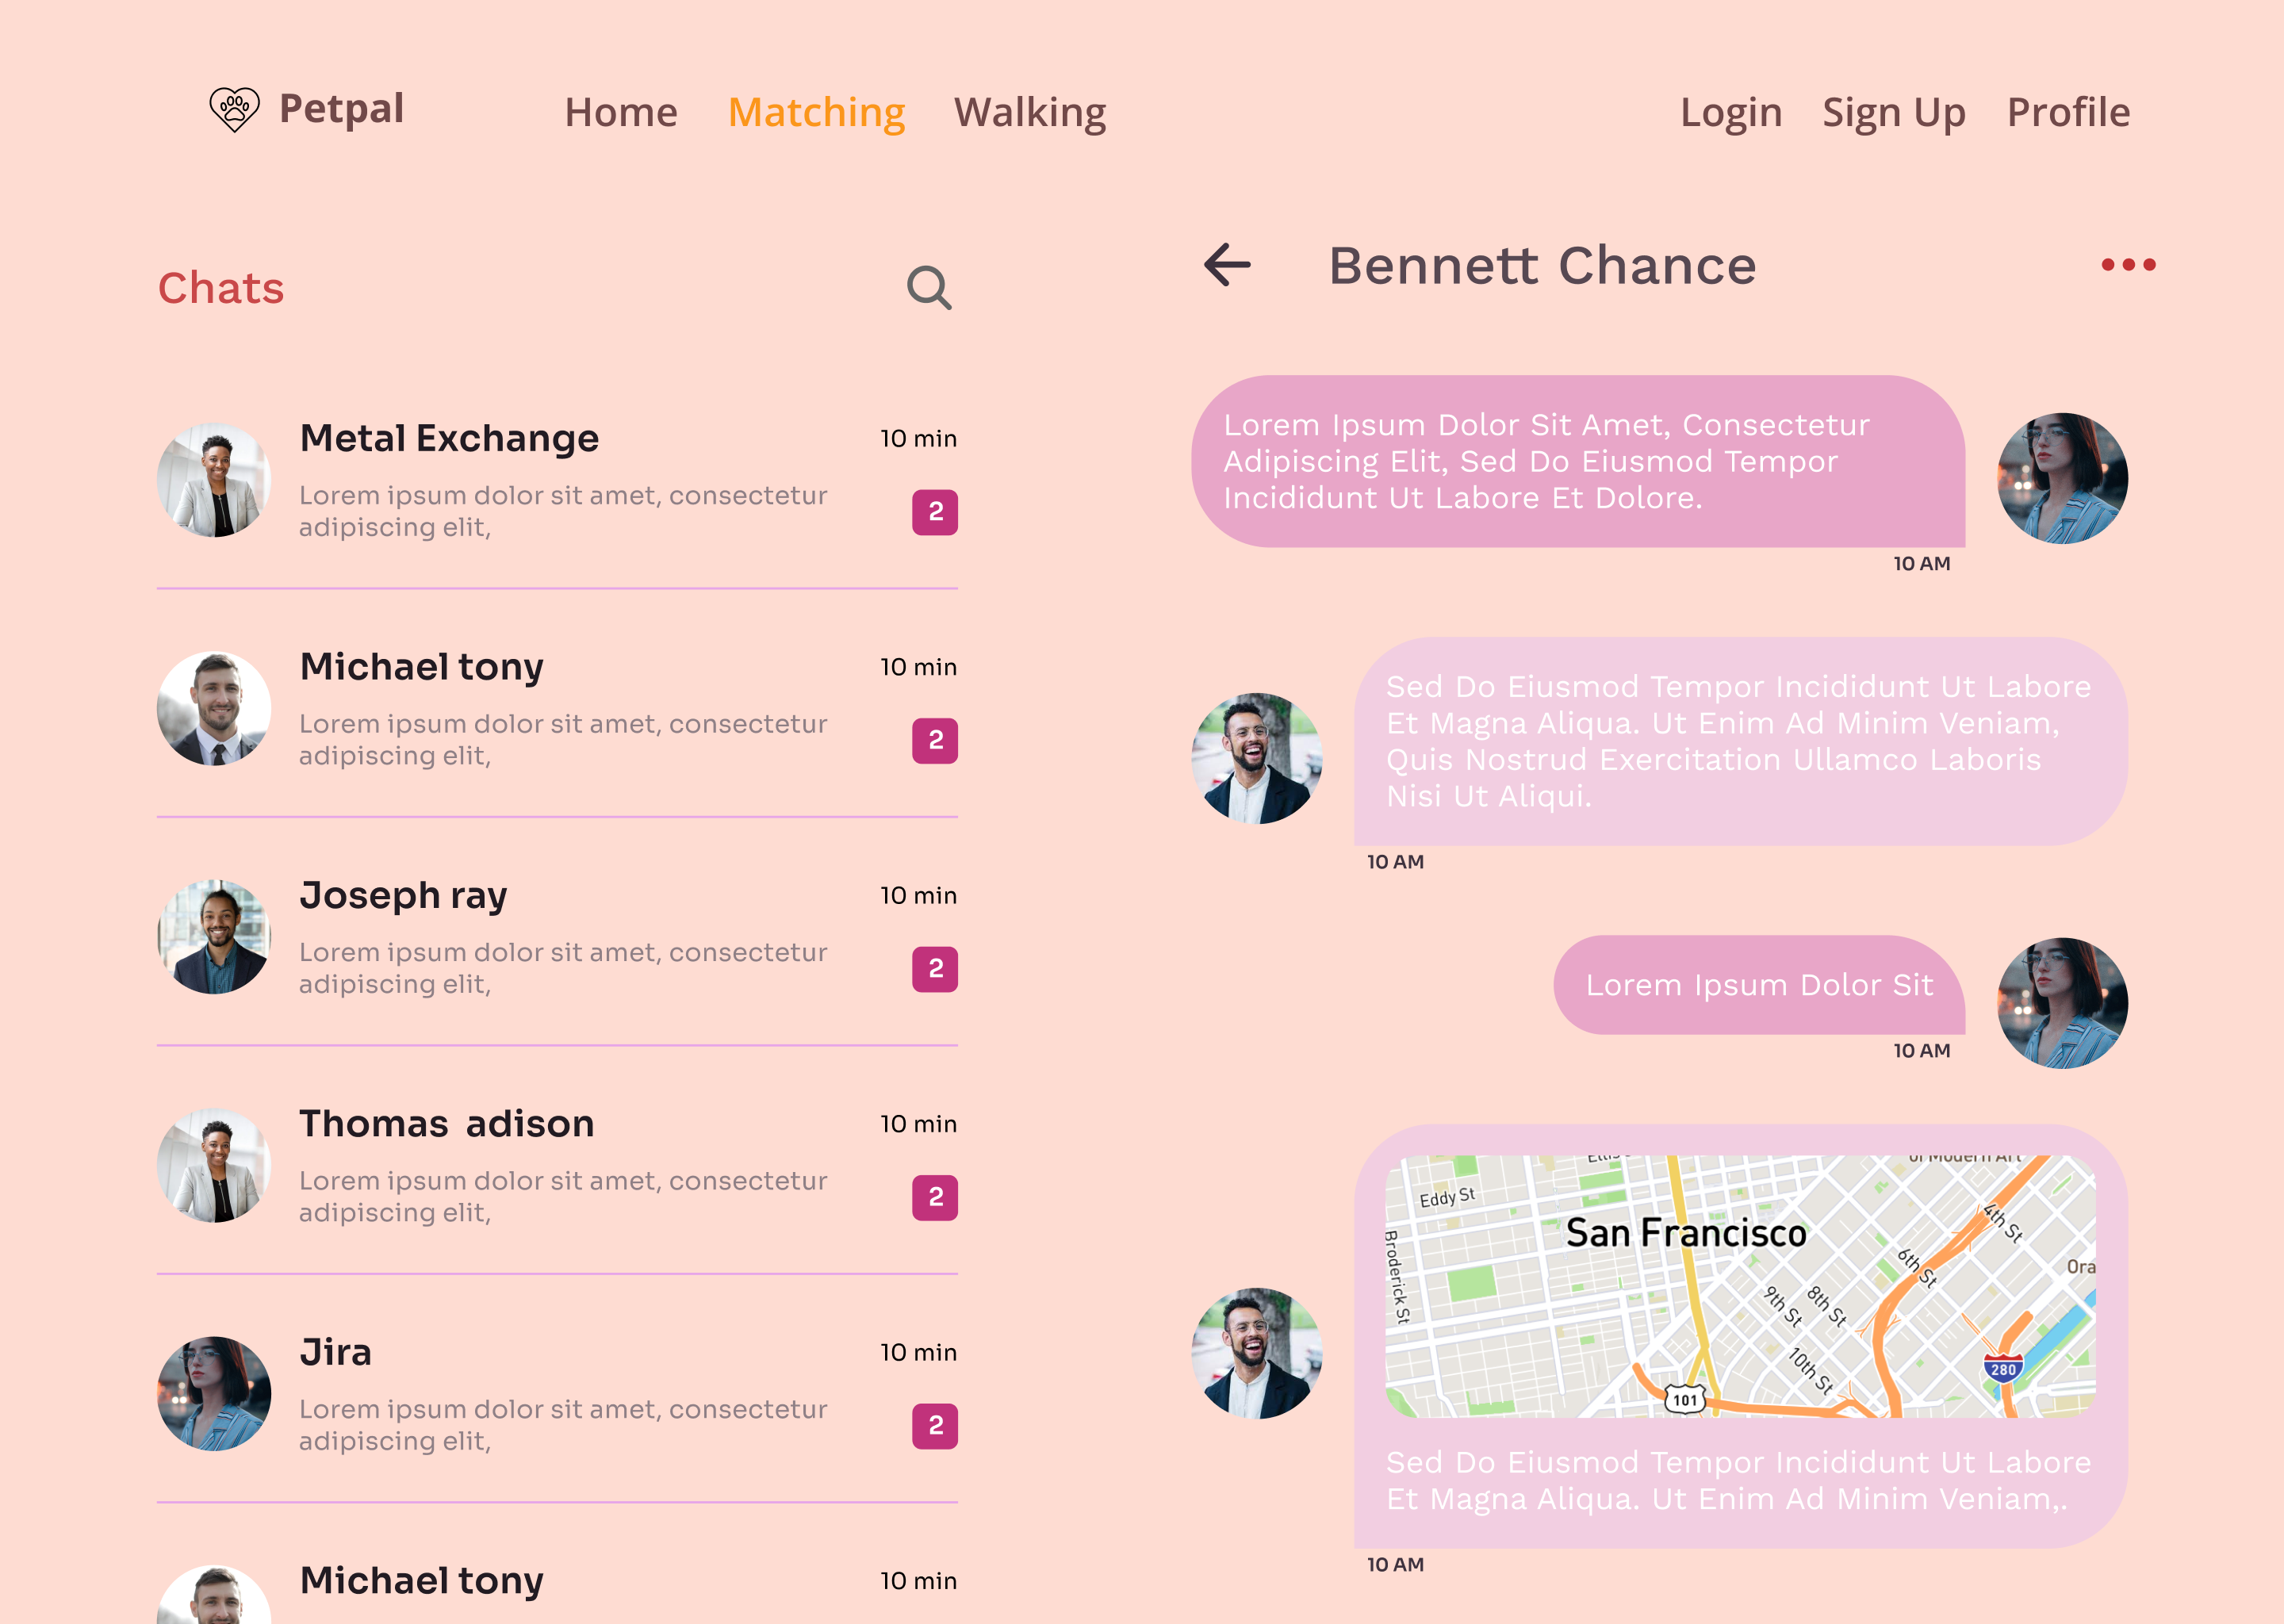 Petpal
Home Matching Walking
Login Sign Up Profile
Chats
Metal Exchange
10 min
Lorem ipsum dolor sit amet, consectetur
adipiscing elit,
2
Michael tony
10 min
Lorem ipsum dolor sit amet, consectetur
adipiscing elit,
2
Joseph ray
10 min
Lorem ipsum dolor sit amet, consectetur
adipiscing elit,
2
Thomas adison
10 min
Lorem ipsum dolor sit amet, consectetur
adipiscing elit,
2
Jira
10 min
Lorem ipsum dolor sit amet, consectetur
adipiscing elit,
2
Michael tony
10 min
Bennett Chance
Lorem Ipsum Dolor Sit Amet, Consectetur
Adipiscing Elit, Sed Do Eiusmod Tempor
Incididunt Ut Labore Et Dolore.
10 AM
Sed Do Eiusmod Tempor Incididunt Ut Labore
Et Magna Aliqua. Ut Enim Ad Minim Veniam,
Quis Nostrud Exercitation Ullamco Laboris
Nisi Ut Aliqui.
10 AM
Lorem Ipsum Dolor Sit
10 AM
of Modern Art
Eddy St
San Francisco
Broderick St
4th St
6th St
Ora
9th St
8th St
10th St
280
101
Sed Do Eiusmod Tempor Incididunt Ut Labore
Et Magna Aliqua. Ut Enim Ad Minim Veniam,.
10 AM